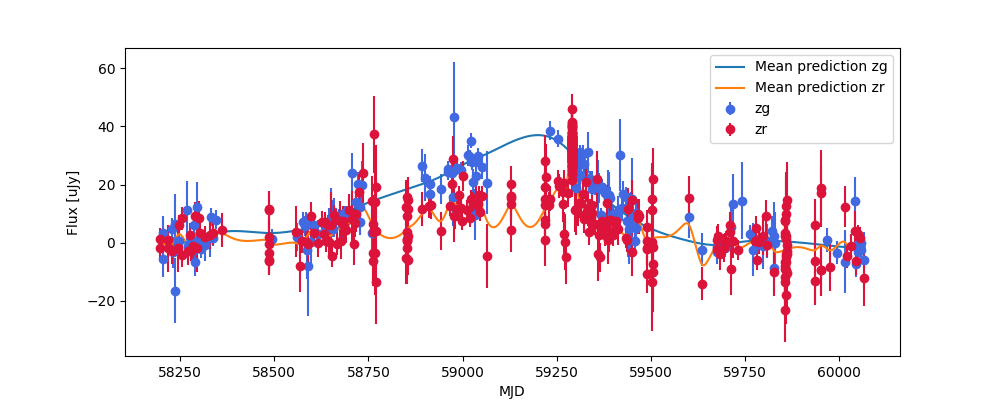 60
40
20
0
−20
Flux [uJy]
58250 58500 58750 59000 59250 59500 59750 60000
MJD
Mean prediction zg
Mean prediction zr
zg
zr